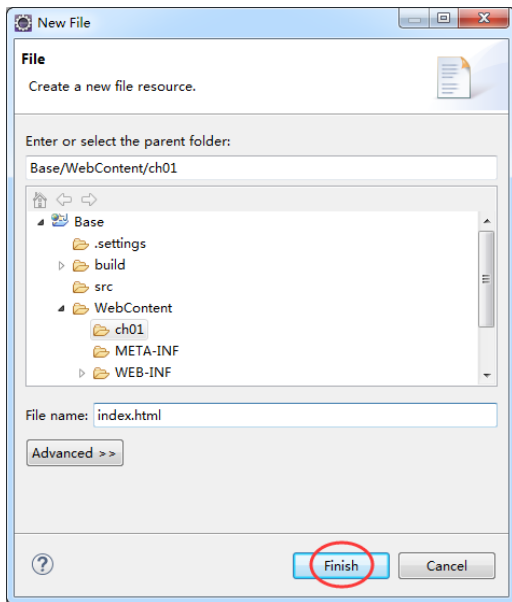 New File
File
Create a new file resource.
Enter or select the parent folder:
Base/WebContent/ch01
Base
.settings
build
src
WebContent
ch01
META-INF
WEB-INF
File name: index.html
Advanced >>
? Finish Cancel